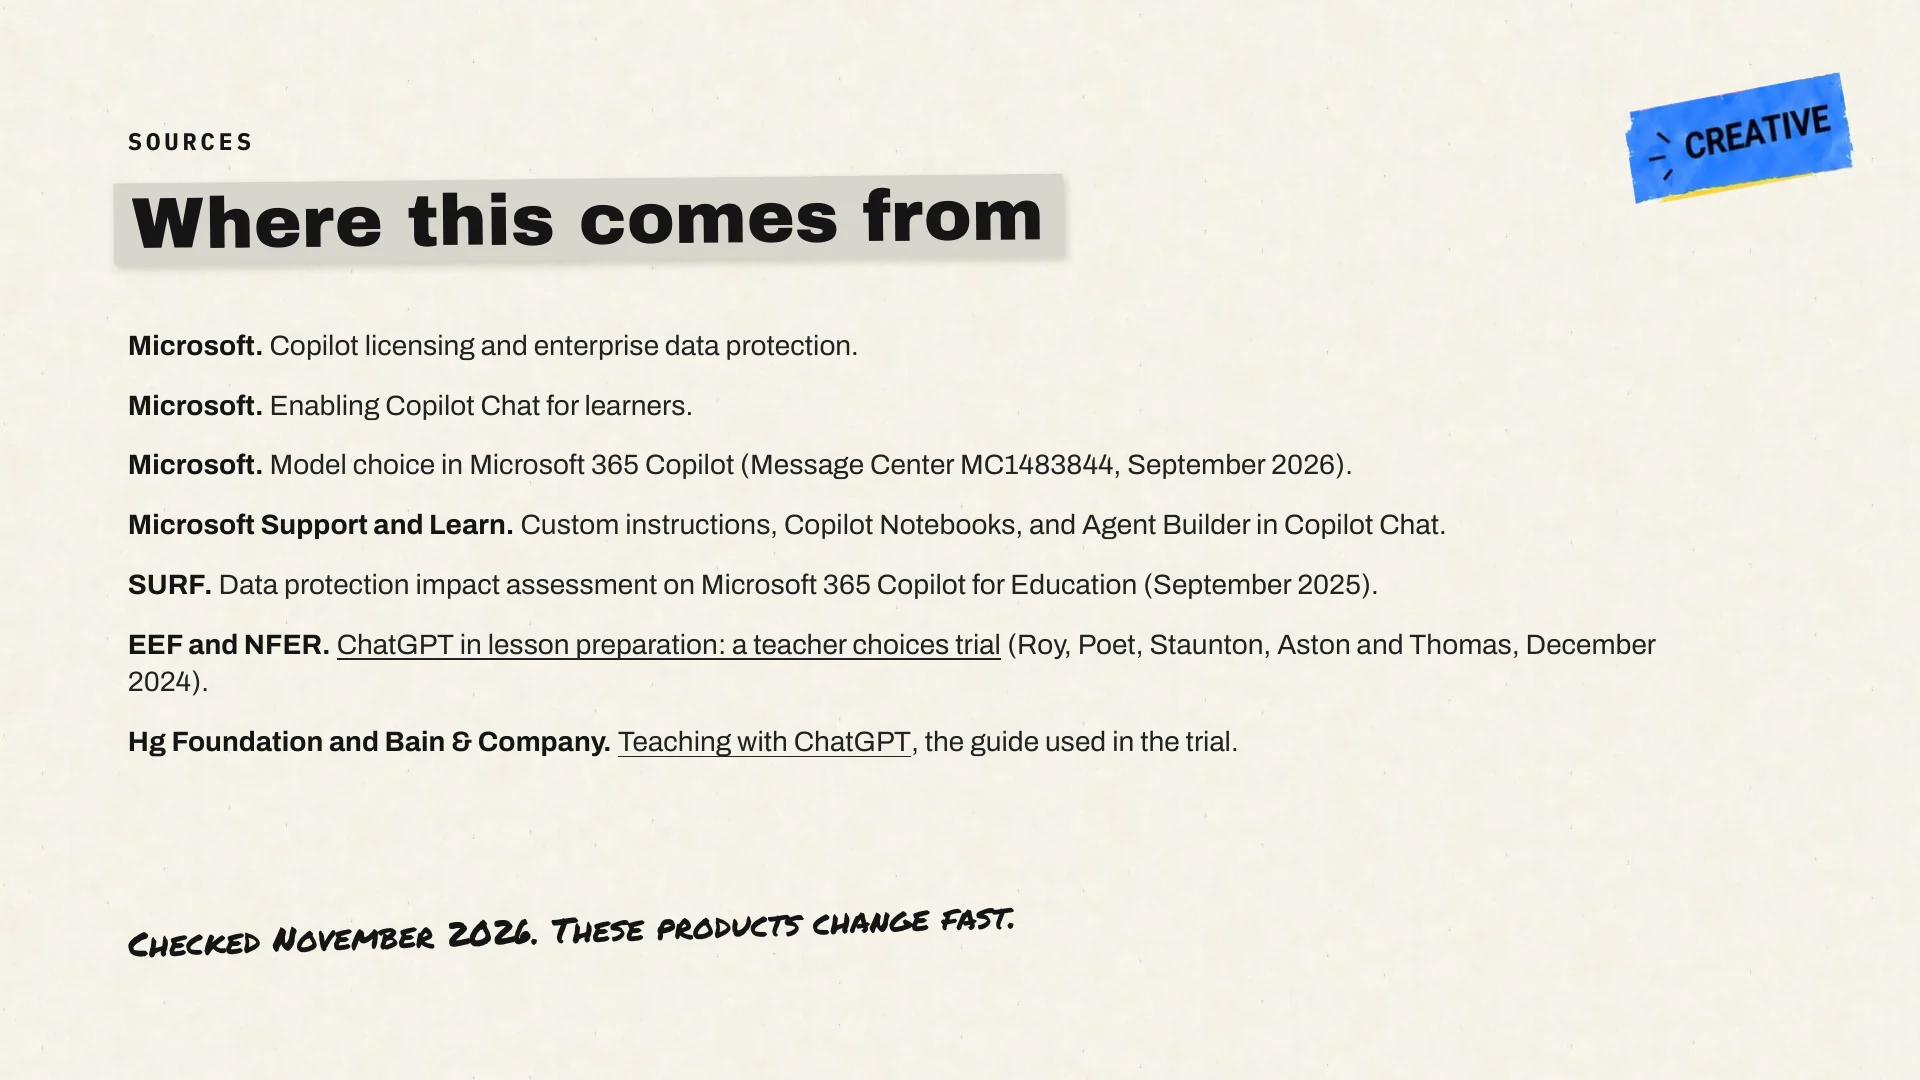 SOURCES
CREATIVE
Where this comes from
Microsoft. Copilot licensing and enterprise data protection.
Microsoft. Enabling Copilot Chat for learners.
Microsoft. Model choice in Microsoft 365 Copilot (Message Center MC1483844, September 2026).
Microsoft Support and Learn. Custom instructions, Copilot Notebooks, and Agent Builder in Copilot Chat.
SURF. Data protection impact assessment on Microsoft 365 Copilot for Education (September 2025).
EEF and NFER. ChatGPT in lesson preparation: a teacher choices trial (Roy, Poet, Staunton, Aston and Thomas, December
2024).
Hg Foundation and Bain & Company. Teaching with ChatGPT, the guide used in the trial.
Checked November 2026. These products change fast.